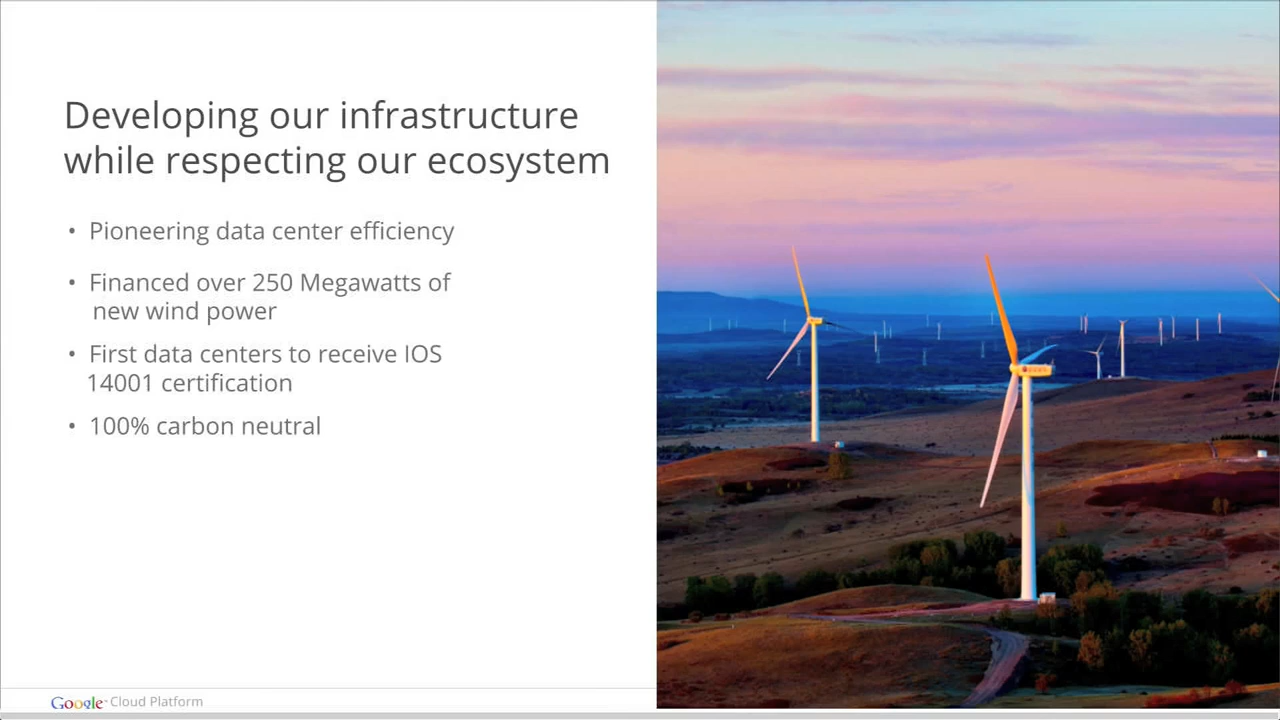 Developing our infrastructure
while respecting our ecosystem
• Pioneering data center efficiency
• Financed over 250 Megawatts of
new wind power
• First data centers to receive IOS
14001 certification
• 100% carbon neutral
Google Cloud Platform